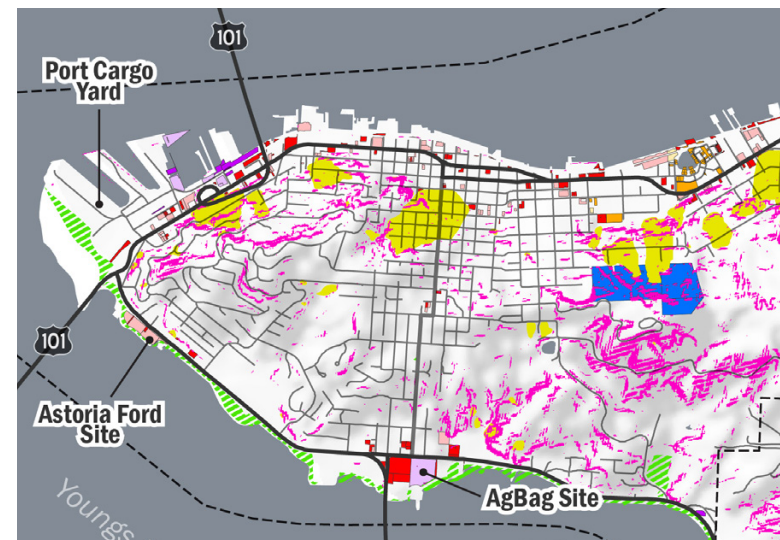 101
Port Cargo
Yard
101
Astoria Ford
Site
AgBag Site
Youngs